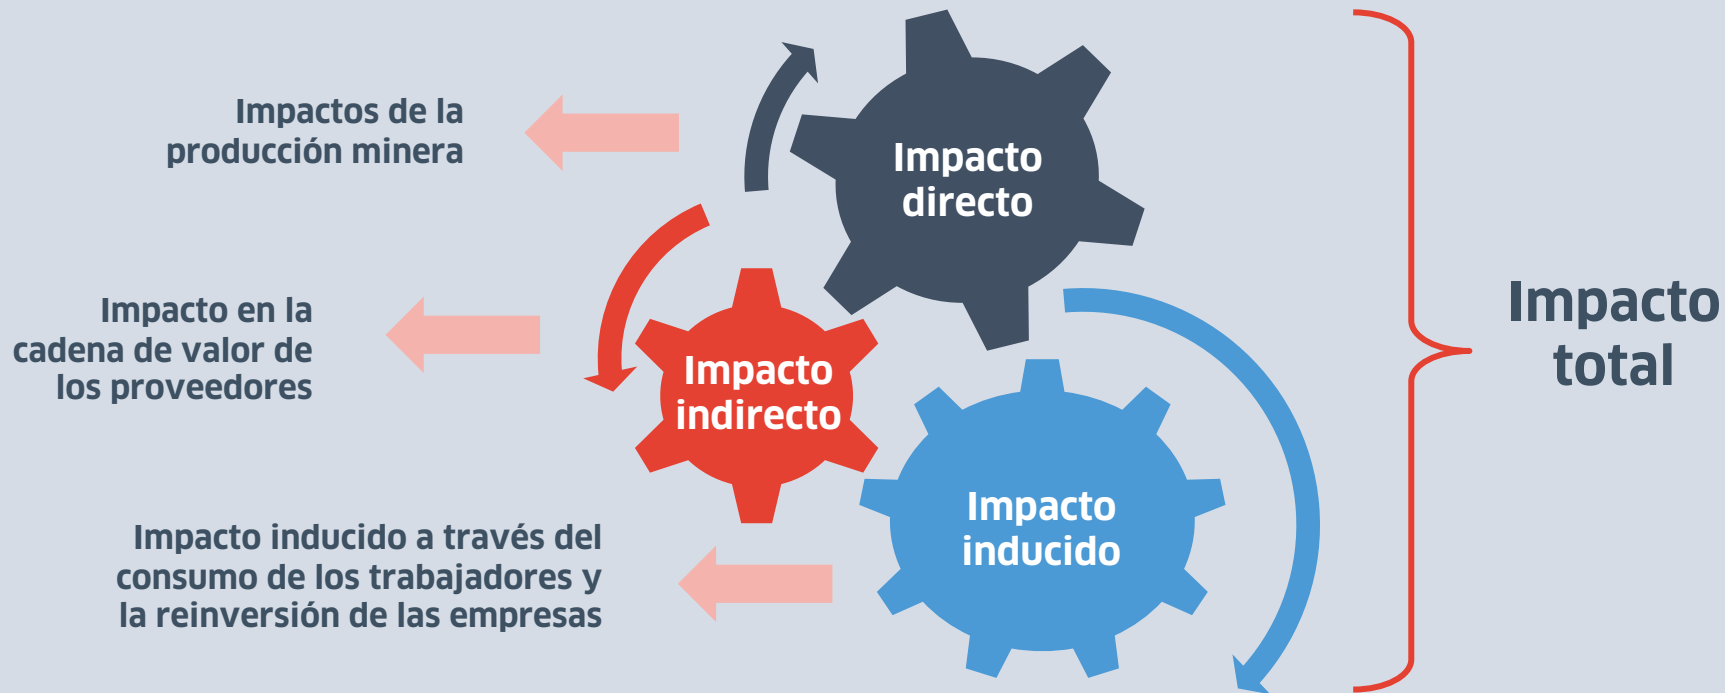 Impactos de la
producción minera
Impacto
directo
Impacto en la
cadena de valor de
los proveedores
Impacto
indirecto
Impacto inducido a través del
consumo de los trabajadores y
la reinversión de las empresas
Impacto
inducido
Impacto
total